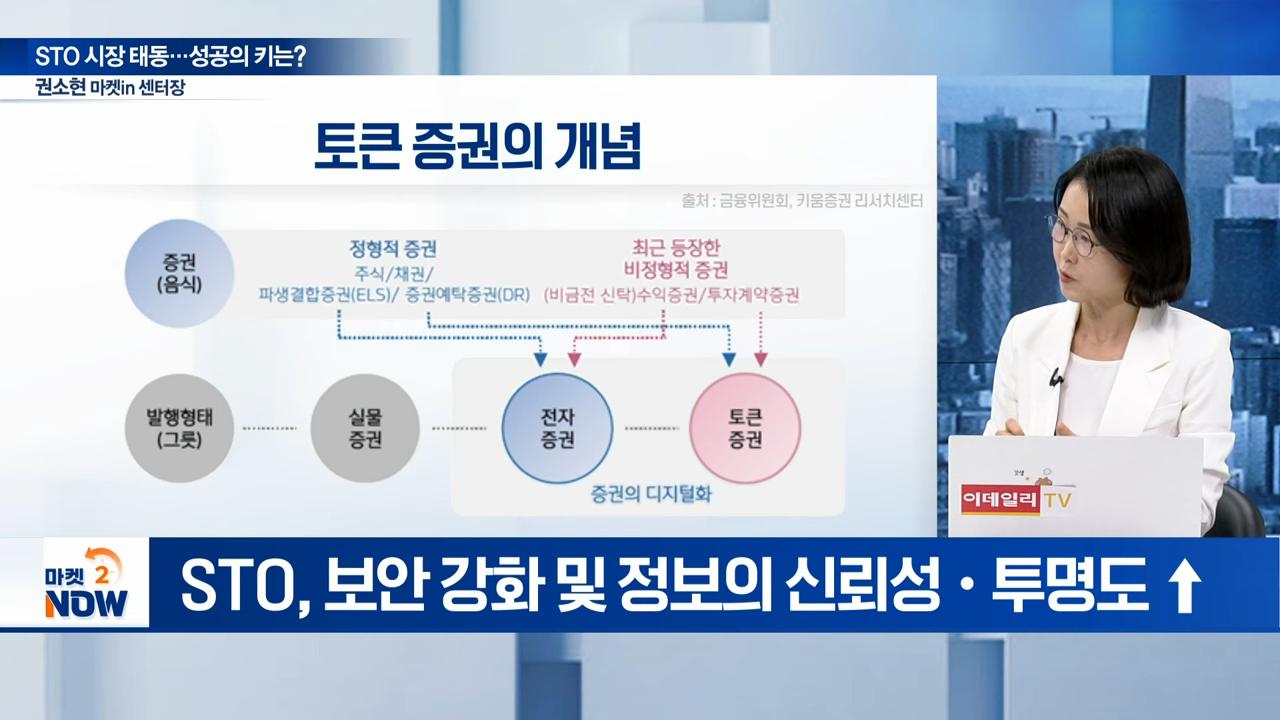 STO 시장 태동…성공의 키는?
권소현 마켓in 센터장
토큰 증권의 개념
출처 : 금융위원회, 키움증권 리서치센터
증권
(음식)
정형적 증권
주식/채권/
파생결합증권(ELS)/ 증권예탁증권(DR)
최근 등장한
비정형적 증권
(비금전 신탁)수익증권/투자계약증권
발행형태
(그릇)
실물
증권
전자
증권
토큰
증권
증권의 디지털화
이데일리 TV
마켓 2
NOW
STO, 보안 강화 및 정보의 신뢰성 · 투명도 ↑